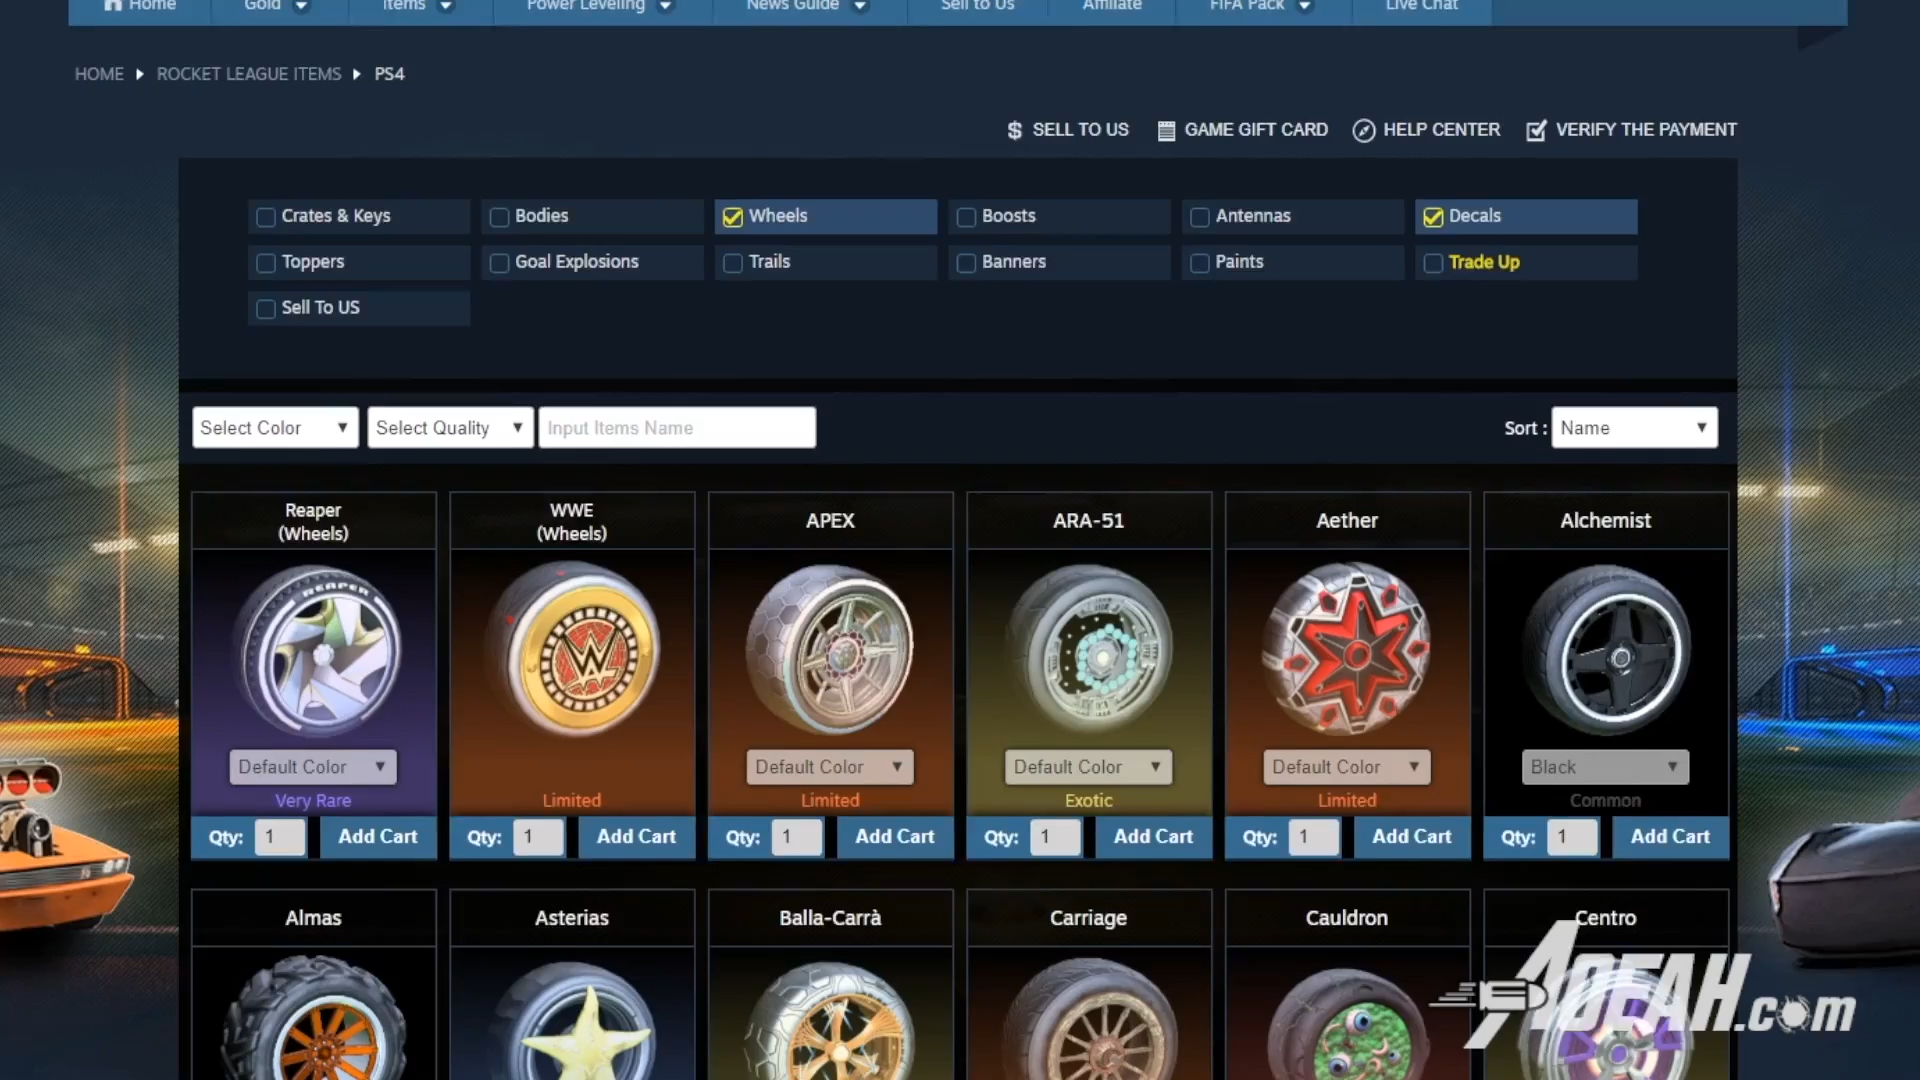 Home Gold Items Power Leveling News Guide Sell to Us Affiliate FIFA Pack Live Chat
HOME ROCKET LEAGUE ITEMS PS4
$ SELL TO US GAME GIFT CARD HELP CENTER VERIFY THE PAYMENT
Crates & Keys Bodies Wheels Boosts Antennas Decals
Toppers Goal Explosions Trails Banners Paints Trade Up
Sell To US
Select Color Select Quality Input Items Name Sort : Name
Reaper
(Wheels)
WWE
(Wheels)
APEX
ARA-51
Aether
Alchemist
REAPER
W
Default Color Default Color Default Color Default Color Black
Very Rare Limited Limited Exotic Limited Common
Qty: 1 Add Cart Qty: 1 Add Cart Qty: 1 Add Cart Qty: 1 Add Cart Qty: 1 Add Cart Qty: 1 Add Cart
Almas Asterias Balla-Carrà Carriage Cauldron Centro
AOEAH.com